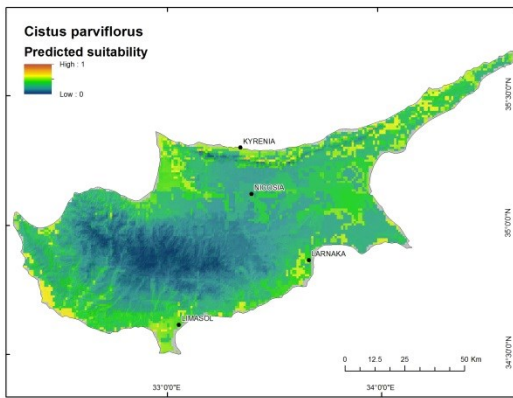 Cistus parviflorus
Predicted suitability
High : 1
Low : 0
KYRENIA
NICOSIA
LARNAKA
LIMASOL
35°30'0"N
35°0'0"N
34°30'0"N
0 12.5 25 50 Km
33°0'0"E 34°0'0"E